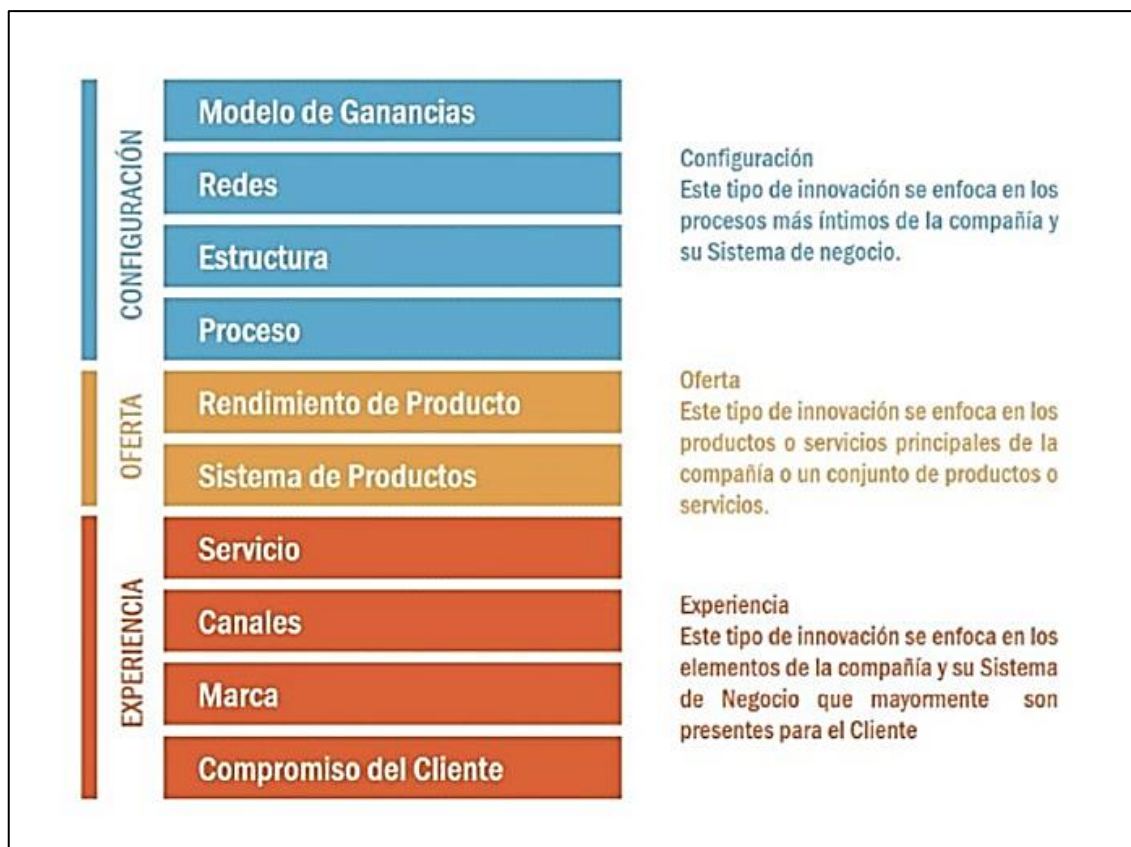 CONFIGURACIÓN
Modelo de Ganancias
Redes
Estructura
Proceso
Configuración
Este tipo de innovación se enfoca en los
procesos más íntimos de la compañía y
su Sistema de negocio.
OFERTA
Rendimiento de Producto
Sistema de Productos
Oferta
Este tipo de innovación se enfoca en los
productos o servicios principales de la
compañía o un conjunto de productos o
servicios.
EXPERIENCIA
Servicio
Canales
Marca
Compromiso del Cliente
Experiencia
Este tipo de innovación se enfoca en los
elementos de la compañía y su Sistema
de Negocio que mayormente son
presentes para el Cliente